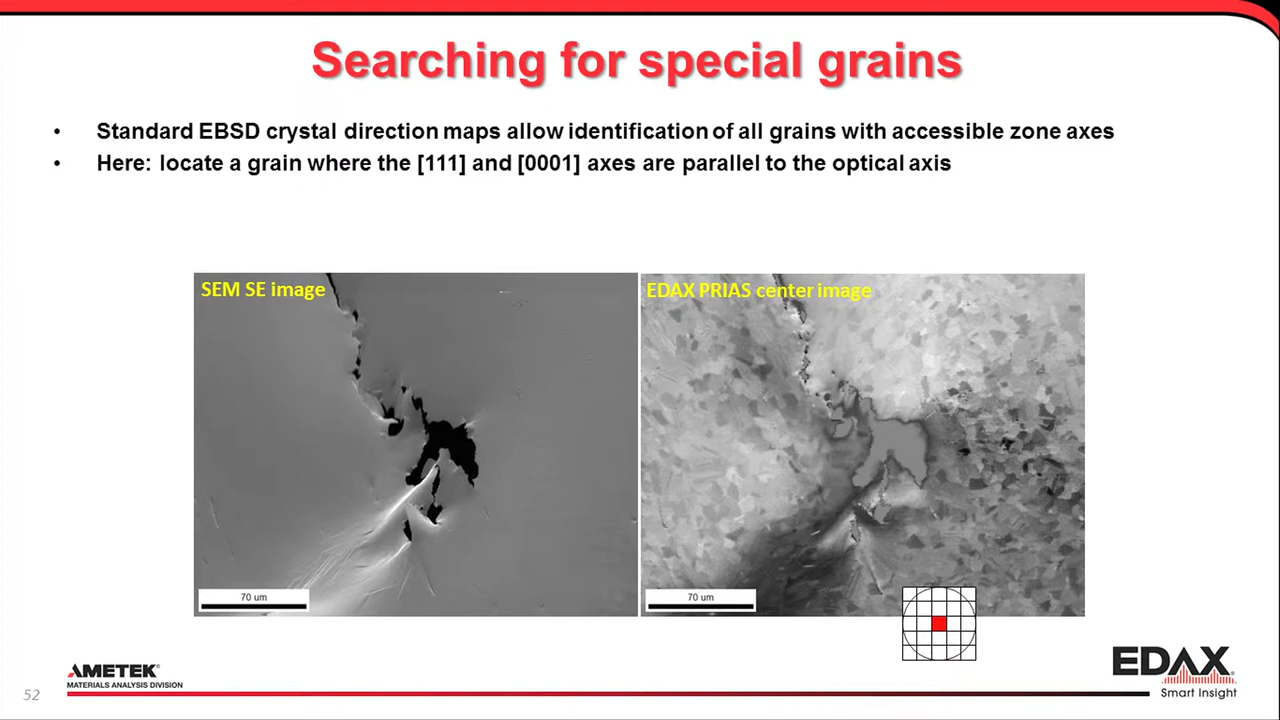 Searching for special grains
• Standard EBSD crystal direction maps allow identification of all grains with accessible zone axes
• Here: locate a grain where the [111] and [0001] axes are parallel to the optical axis
SEM SE image
EDAX PRIAS center image
70 um
70 um
52
AMETEK®
MATERIALS ANALYSIS DIVISION
EDAX
Smart Insight